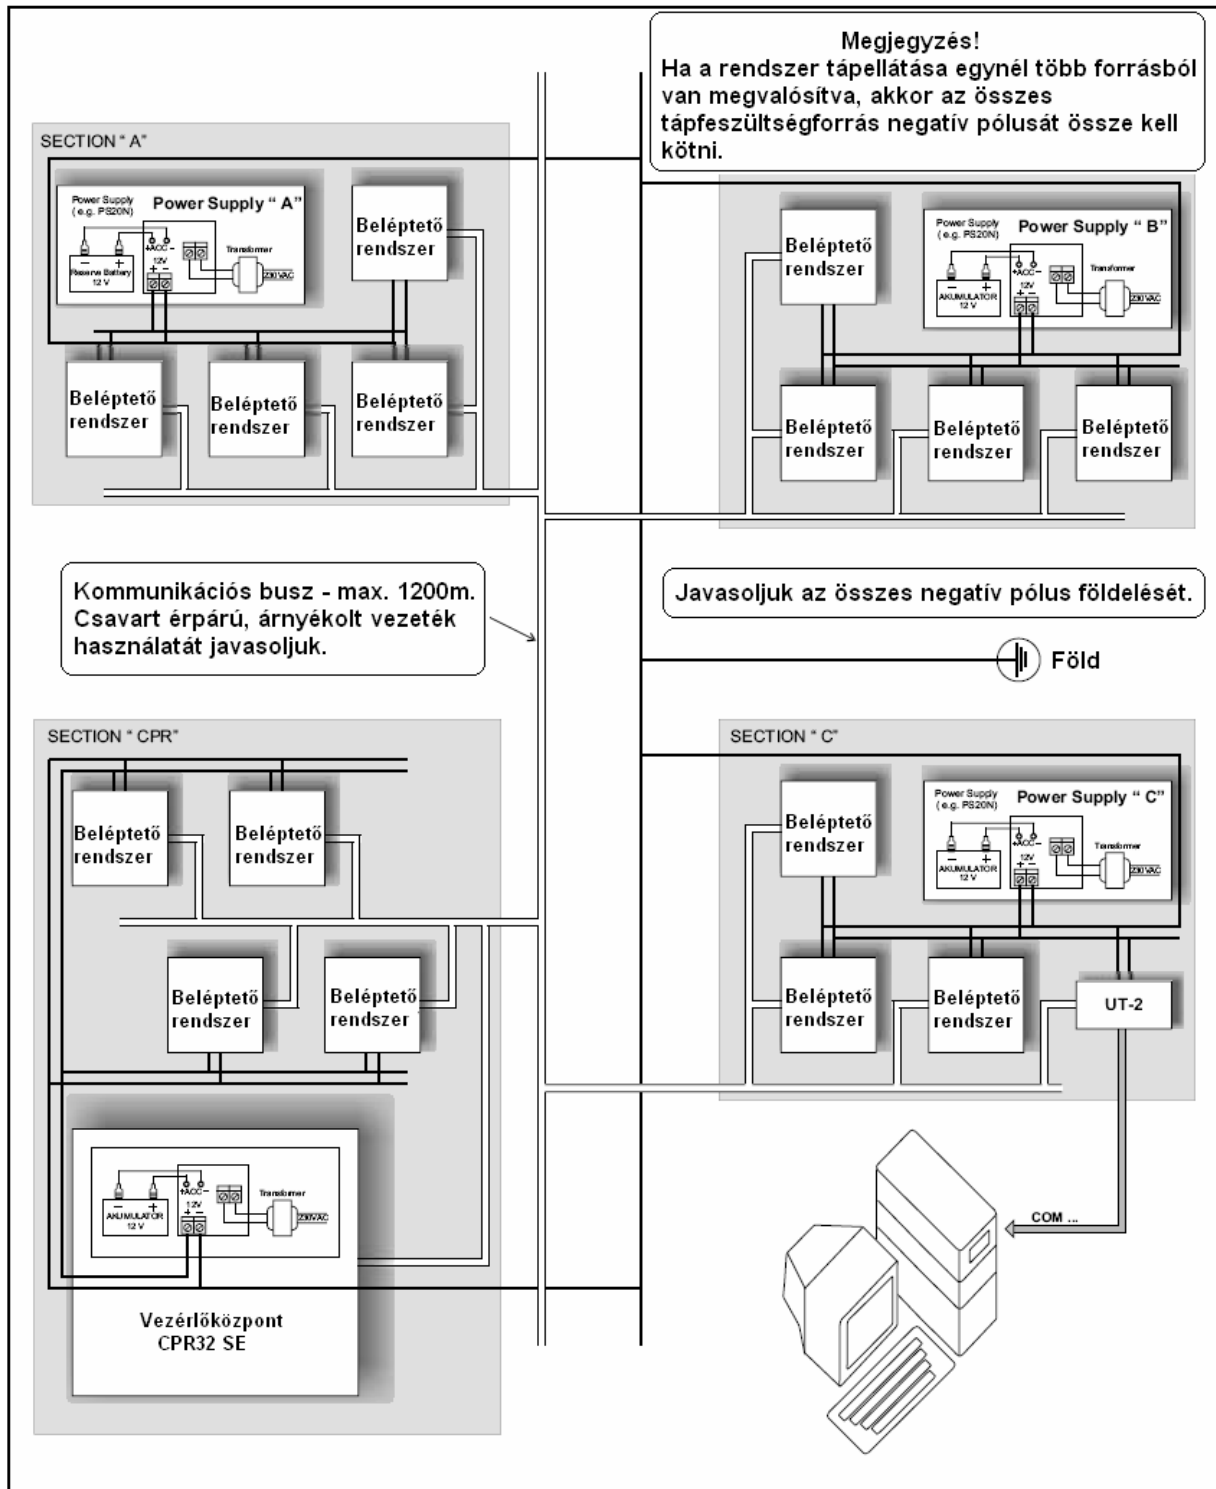 Megjegyzés!
Ha a rendszer tápellátása egynél több forrásból
van megvalósítva, akkor az összes
tápfeszültségforrás negatív pólusát össze kell
kötni.
SECTION “ A”
Power Supply
( e.g. PS20N)
Power Supply “ A”
+ACC−
12V
+ −
− +
Reserve Battery
12 V
Transformer
230VAC
Beléptető
rendszer
Beléptető
rendszer
Beléptető
rendszer
Beléptető
rendszer
Beléptető
rendszer
Power Supply
( e.g. PS20N)
Power Supply “ B”
+ACC−
12V
+ −
− +
AKUMULATOR
12 V
Transformer
230VAC
Beléptető
rendszer
Beléptető
rendszer
Beléptető
rendszer
Kommunikációs busz - max. 1200m.
Csavart érpárú, árnyékolt vezeték
használatát javasoljuk.
Javasoljuk az összes negatív pólus földelését.
Föld
SECTION “ CPR”
Beléptető
rendszer
Beléptető
rendszer
Beléptető
rendszer
Beléptető
rendszer
+ACC−
12V
+ −
− +
AKUMULATOR
12 V
Transformer
230VAC
Vezérlőközpont
CPR32 SE
SECTION “ C”
Beléptető
rendszer
Power Supply
( e.g. PS20N)
Power Supply “ C”
+ACC−
12V
+ −
− +
AKUMULATOR
12 V
Transformer
230VAC
Beléptető
rendszer
Beléptető
rendszer
UT-2
COM ...